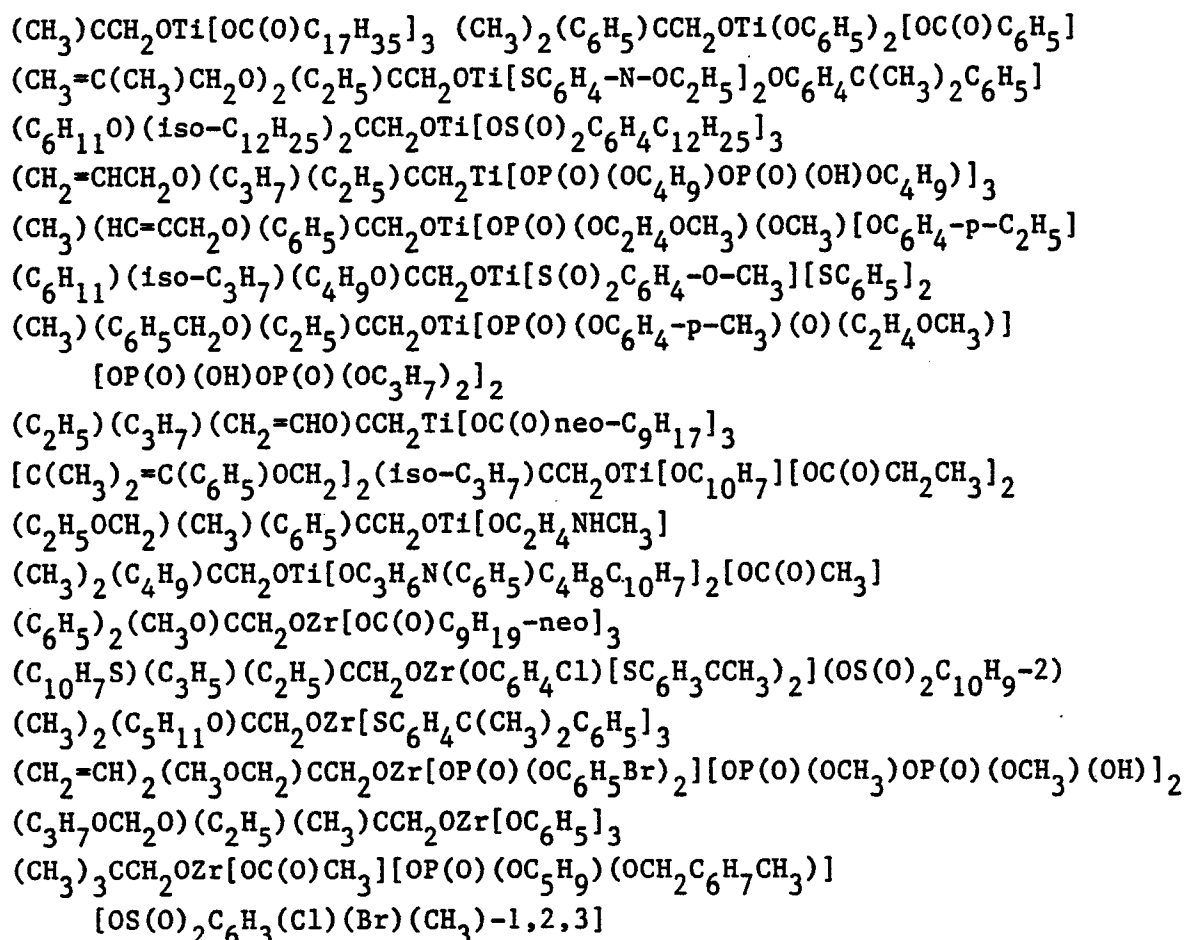 (CH₃)CCH₂OTi[OC(O)C₁₇H₃₅]₃ (CH₃)₂(C₆H₅)CCH₂OTi(OC₆H₅)₂[OC(O)C₆H₅]
(CH₃=C(CH₃)CH₂O)₂(C₂H₅)CCH₂OTi[SC₆H₄-N-OC₂H₅]₂OC₆H₄C(CH₃)₂C₆H₅]
(C₆H₁₁O)(iso-C₁₂H₂₅)₂CCH₂OTi[OS(O)₂C₆H₄C₁₂H₂₅]₃
(CH₂=CHCH₂O)(C₃H₇)(C₂H₅)CCH₂Ti[OP(O)(OC₄H₉)OP(O)(OH)OC₄H₉)]₃
(CH₃)(HC=CCH₂O)(C₆H₅)CCH₂OTi[OP(O)(OC₂H₄OCH₃)(OCH₃)[OC₆H₄-p-C₂H₅]
(C₆H₁₁)(iso-C₃H₇)(C₄H₉O)CCH₂OTi[S(O)₂C₆H₄-O-CH₃][SC₆H₅]₂
(CH₃)(C₆H₅CH₂O)(C₂H₅)CCH₂OTi[OP(O)(OC₆H₄-p-CH₃)(O)(C₂H₄OCH₃)]
[OP(O)(OH)OP(O)(OC₃H₇)₂]₂
(C₂H₅)(C₃H₇)(CH₂=CHO)CCH₂Ti[OC(O)neo-C₉H₁₇]₃
[C(CH₃)₂=C(C₆H₅)OCH₂]₂(iso-C₃H₇)CCH₂OTi[OC₁₀H₇][OC(O)CH₂CH₃]₂
(C₂H₅OCH₂)(CH₃)(C₆H₅)CCH₂OTi[OC₂H₄NHCH₃]
(CH₃)₂(C₄H₉)CCH₂OTi[OC₃H₆N(C₆H₅)C₄H₈C₁₀H₇]₂[OC(O)CH₃]
(C₆H₅)₂(CH₃O)CCH₂OZr[OC(O)C₉H₁₉-neo]₃
(C₁₀H₇S)(C₃H₅)(C₂H₅)CCH₂OZr(OC₆H₄Cl)[SC₆H₃CCH₃)₂](OS(O)₂C₁₀H₉-2)
(CH₃)₂(C₅H₁₁O)CCH₂OZr[SC₆H₄C(CH₃)₂C₆H₅]₃
(CH₂=CH)₂(CH₃OCH₂)CCH₂OZr[OP(O)(OC₆H₅Br)₂][OP(O)(OCH₃)OP(O)(OCH₃)(OH)]₂
(C₃H₇OCH₂O)(C₂H₅)(CH₃)CCH₂OZr[OC₆H₅]₃
(CH₃)₃CCH₂OZr[OC(O)CH₃][OP(O)(OC₅H₉)(OCH₂C₆H₇CH₃)]
[OS(O)₂C₆H₃(Cl)(Br)(CH₃)-1,2,3]